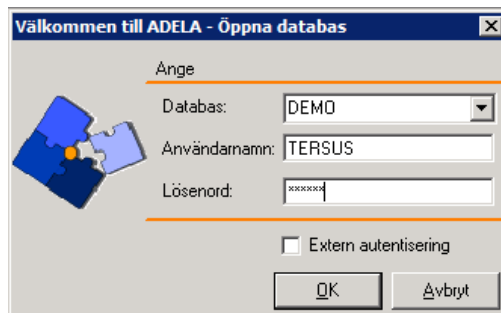 Välkommen till ADELA - Öppna databas
Ange
Databas: DEMO
Användarnamn: TERSUS
Lösenord: ******
Extern autentisering
OK Avbryt